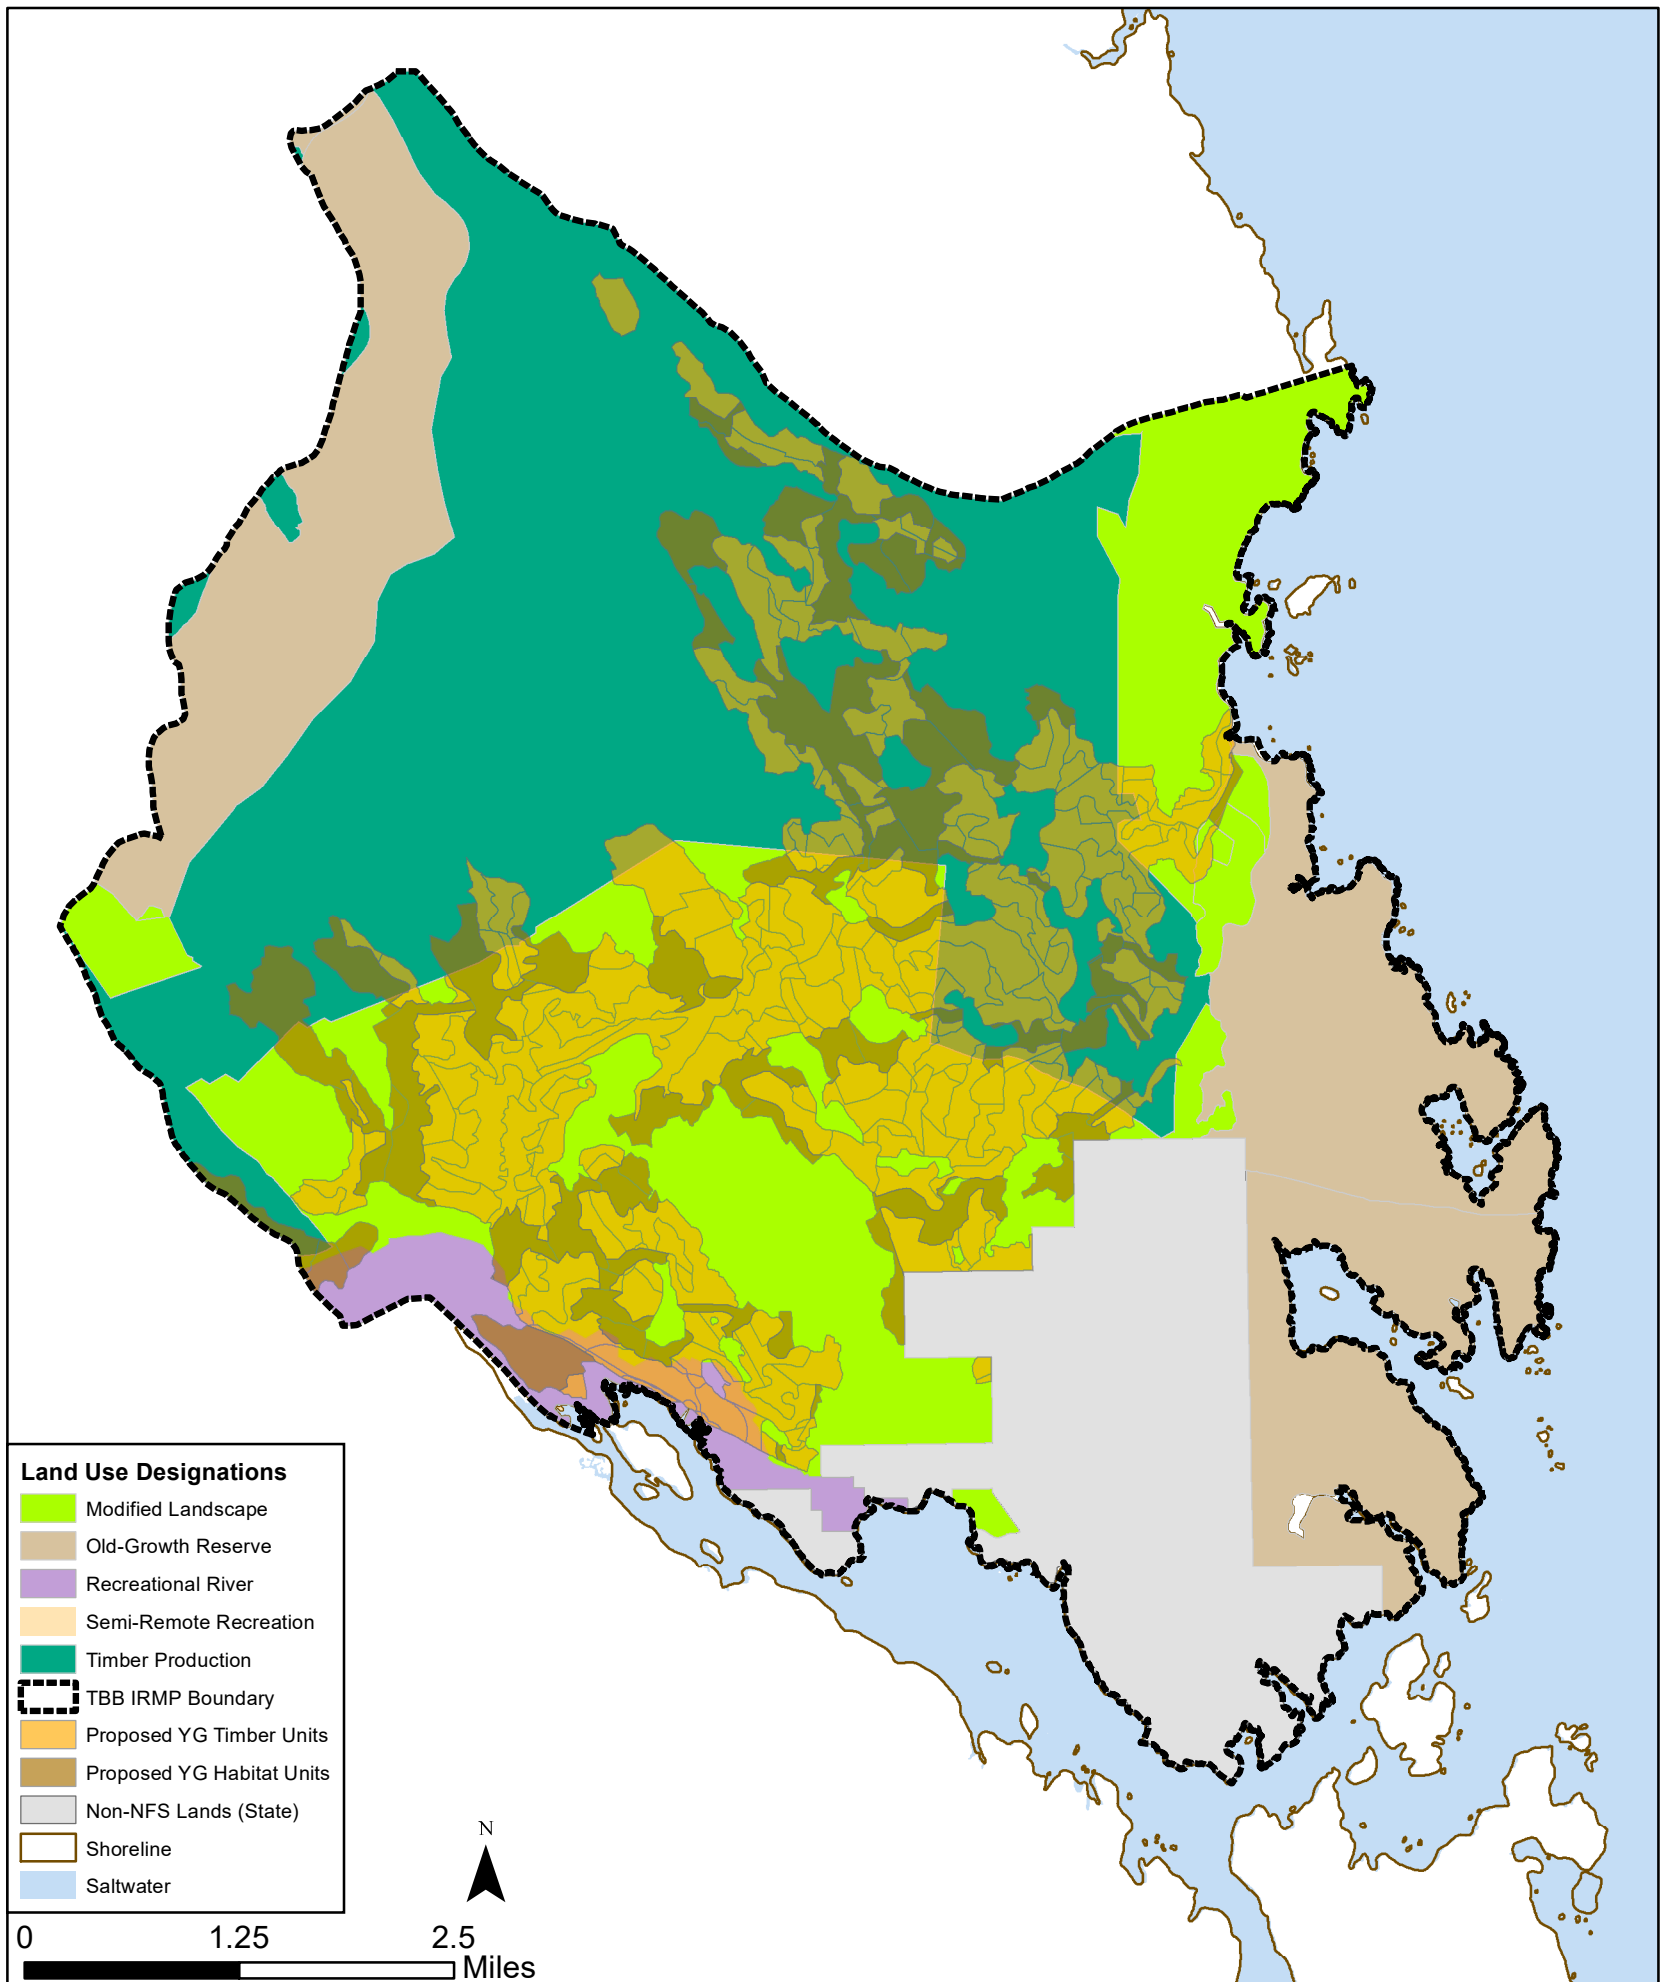 Land Use Designations
Modified Landscape
Old-Growth Reserve
Recreational River
Semi-Remote Recreation
Timber Production
TBB IRMP Boundary
Proposed YG Timber Units
Proposed YG Habitat Units
Non-NFS Lands (State)
Shoreline
Saltwater
N
0 1.25 2.5
Miles